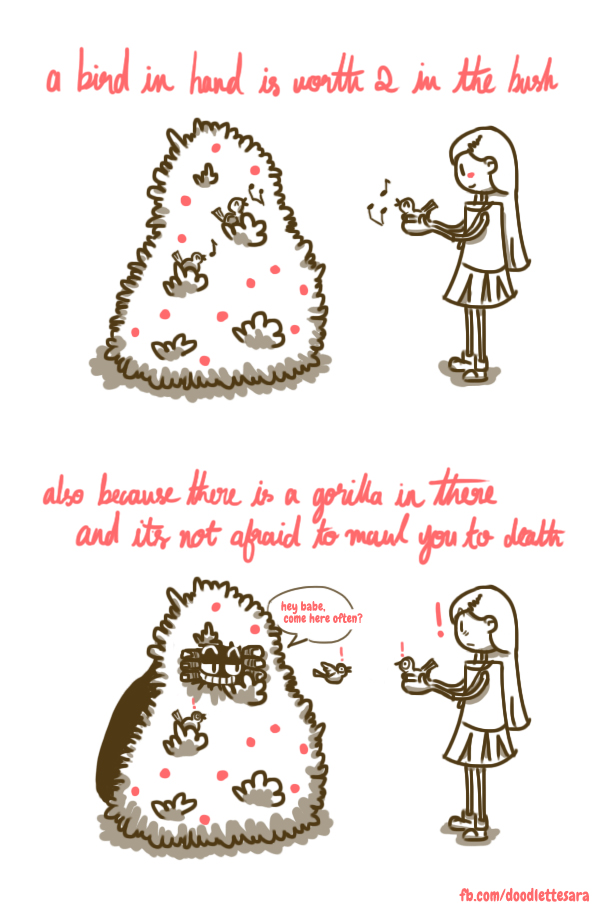 a bird in hand is worth 2 in the bush
also because there is a gorilla in there
and it's not afraid to maul you to death
hey babe,
come here often?
!
!
!
!
fb.com/doodlettesara